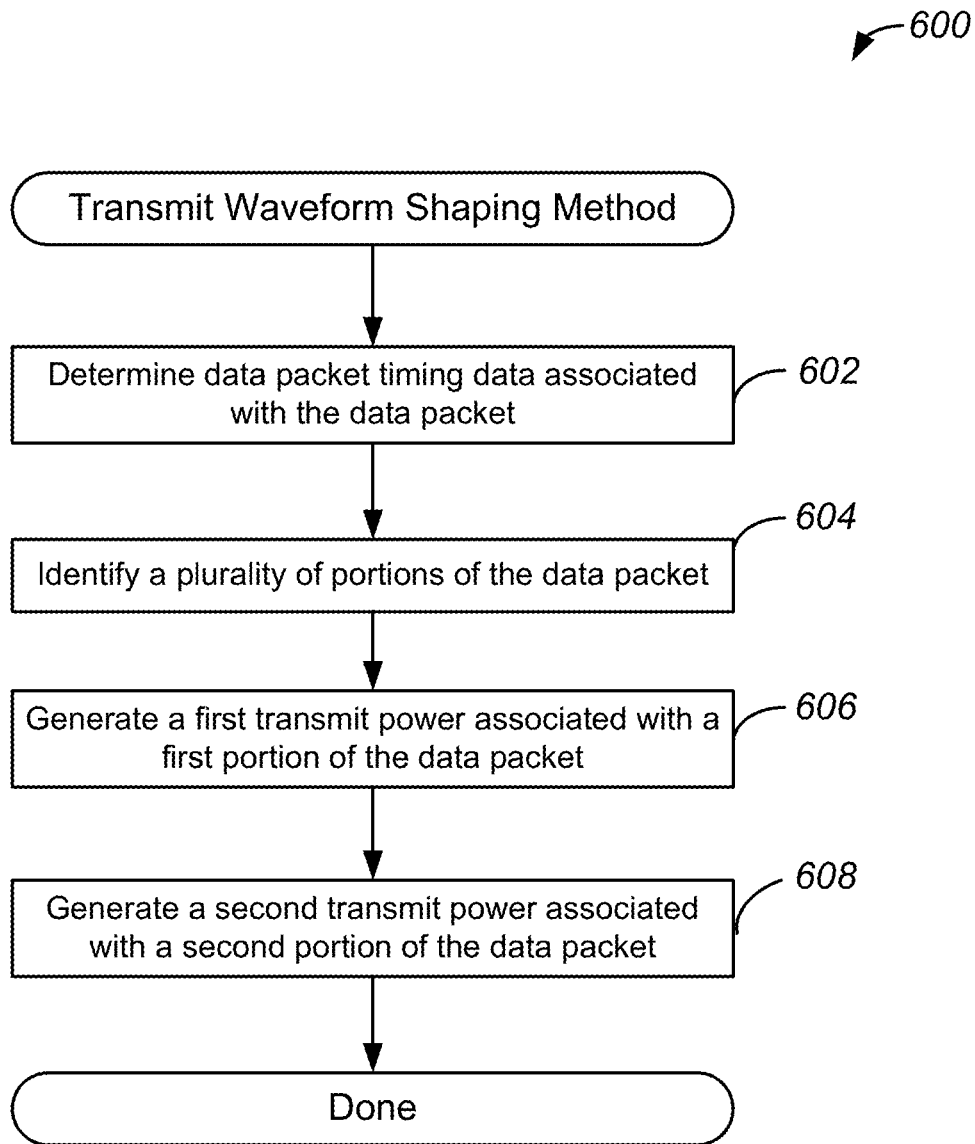 600
Transmit Waveform Shaping Method
Determine data packet timing data associated
with the data packet
602
604
Identify a plurality of portions of the data packet
Generate a first transmit power associated with a
first portion of the data packet
606
Generate a second transmit power associated
with a second portion of the data packet
608
Done